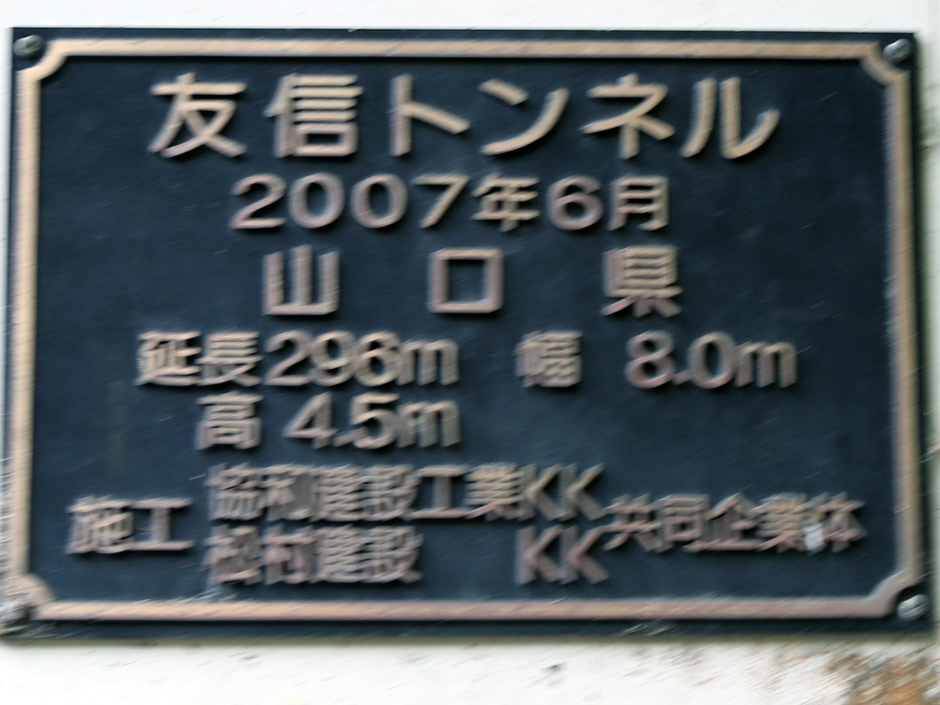 友信トンネル
2007年6月
山口県
延長296m 幅 8.0m
高 4.5m
施工 協和建設工業KK 共同企業体
松村建設 KK